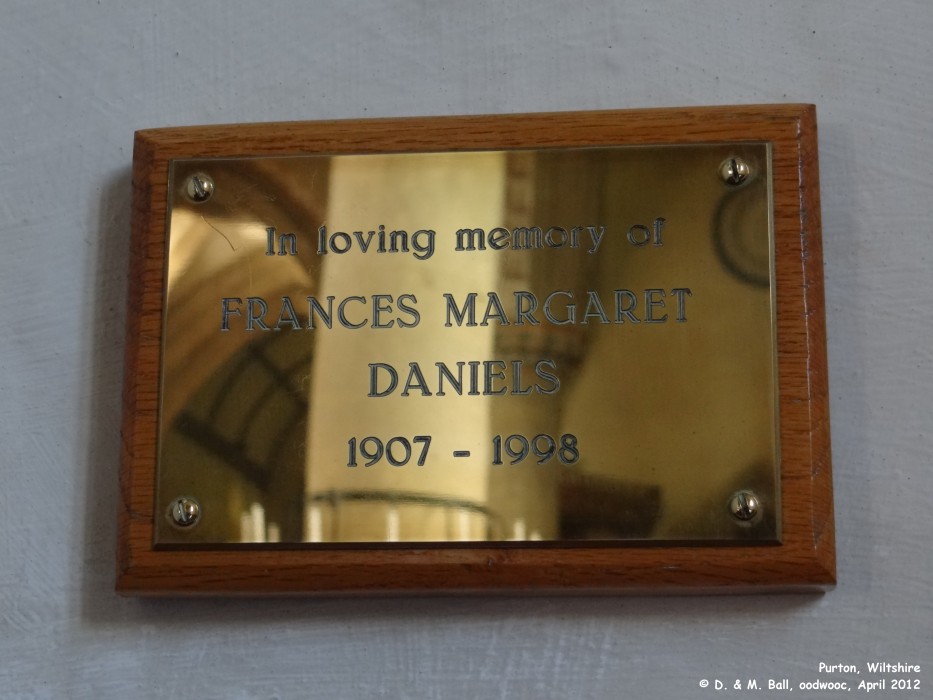 In loving memory of
FRANCES MARGARET
DANIELS
1907 - 1998
Purton, Wiltshire
© D. & M. Ball, oodwooc, April 2012